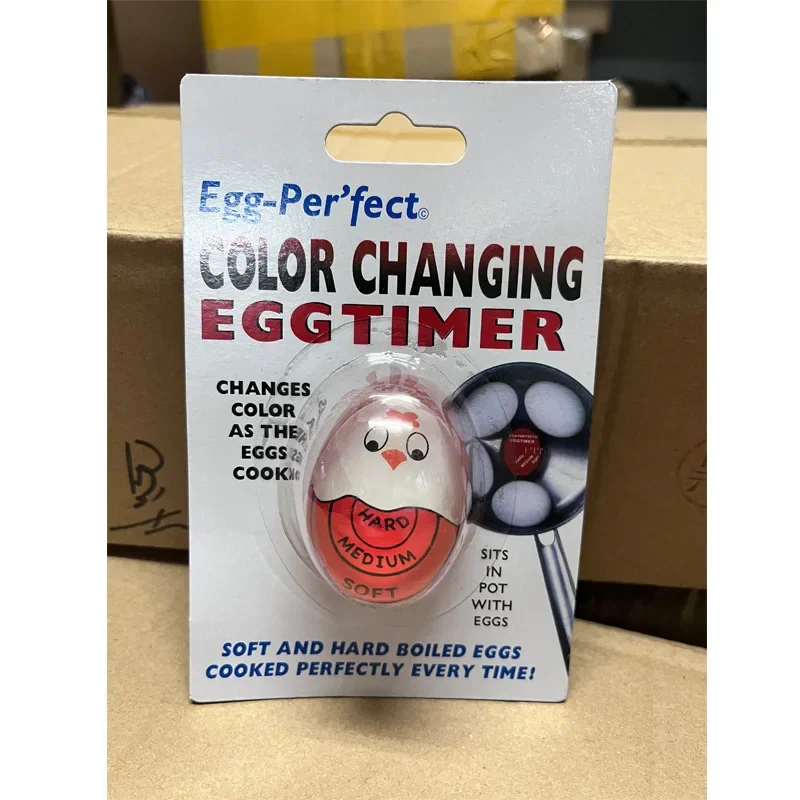 Egg-Per'fect©
COLOR CHANGING
EGGTIMER
CHANGES
COLOR
AS THE
EGGS
COOK
HARD
MEDIUM
SOFT
SITS
IN
POT
WITH
EGGS
SOFT AND HARD BOILED EGGS
COOKED PERFECTLY EVERY TIME!